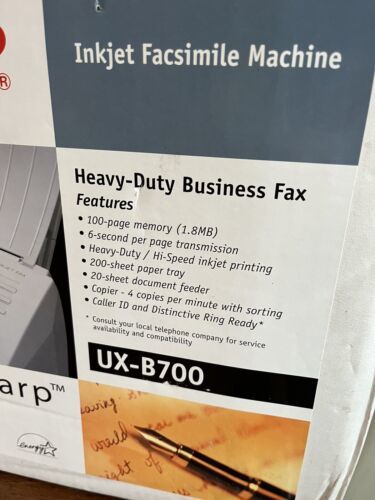 Inkjet Facsimile Machine
®
Heavy-Duty Business Fax
Features
• 100-page memory (1.8MB)
• 6-second per page transmission
• Heavy-Duty / Hi-Speed inkjet printing
• 200-sheet paper tray
• 20-sheet document feeder
• Copier - 4 copies per minute with sorting
• Caller ID and Distinctive Ring Ready*
* Consult your local telephone company for service
availability and compatibility
UX-B700
arp™
energy
could